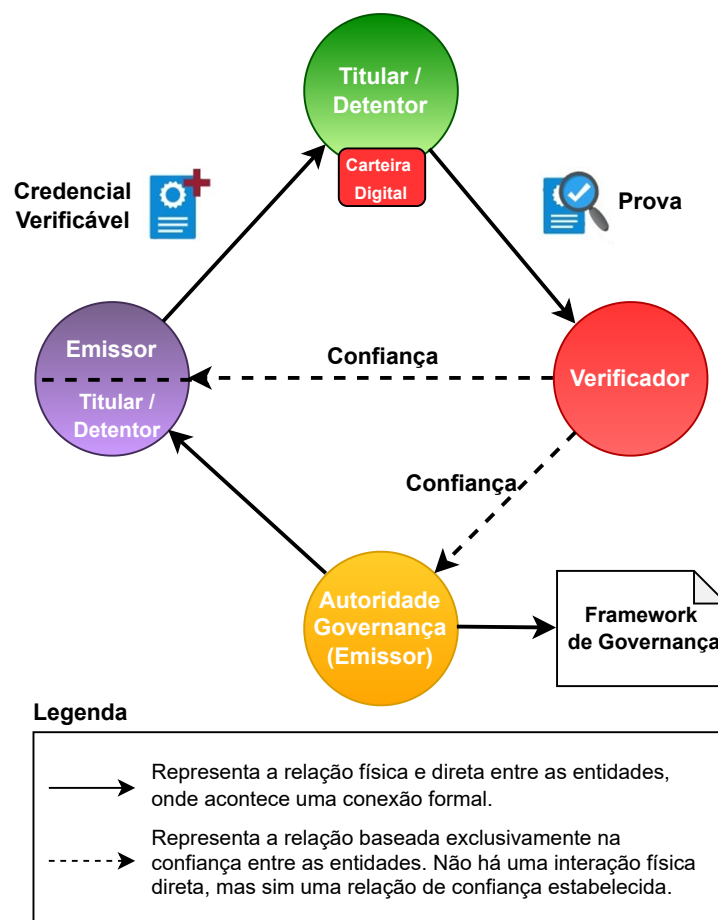 Titular /
Detentor
Carteira
Digital
Credencial
Verificável
Prova
Emissor
Titular /
Detentor
Confiança
Verificador
Confiança
Autoridade
Governança
(Emissor)
Framework
de Governança
Legenda
Representa a relação física e direta entre as entidades,
onde acontece uma conexão formal.
Representa a relação baseada exclusivamente na
confiança entre as entidades. Não há uma interação física
direta, mas sim uma relação de confiança estabelecida.